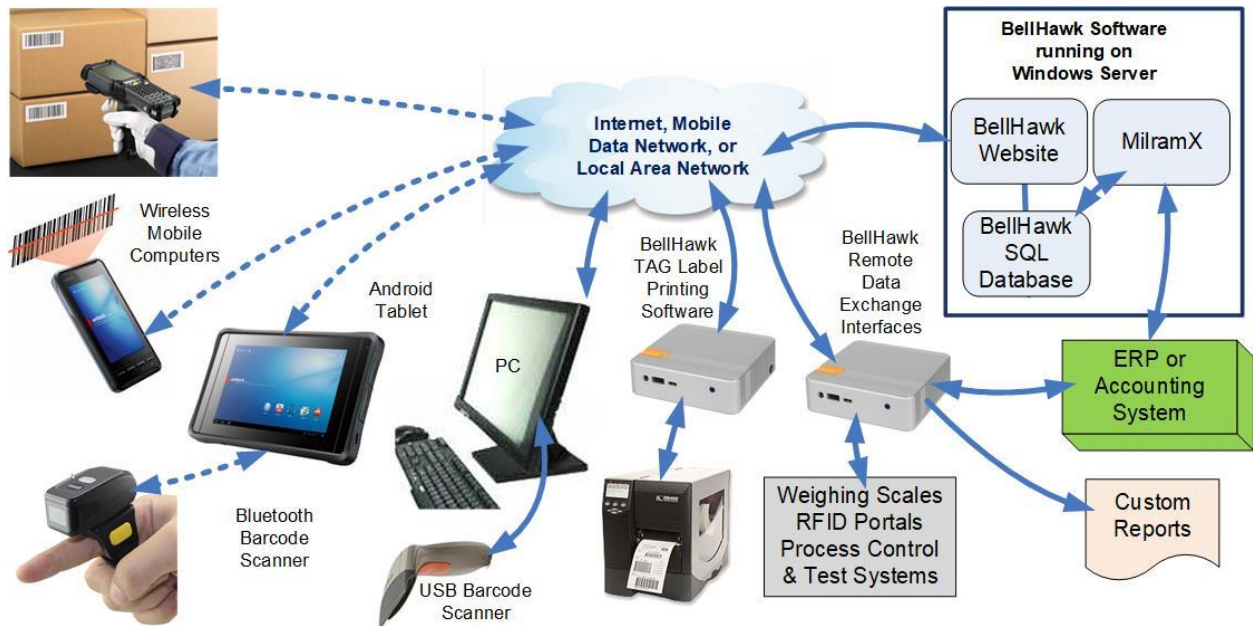 BellHawk Software
running on
Windows Server
Internet, Mobile
Data Network, or
Local Area Network
BellHawk
Website
MilramX
BellHawk
SQL
Database
Wireless
Mobile
Computers
Android
Tablet
PC
BellHawk
TAG Label
Printing
Software
BellHawk
Remote
Data
Exchange
Interfaces
ERP or
Accounting
System
Bluetooth
Barcode
Scanner
USB Barcode
Scanner
Weighing Scales
RFID Portals
Process Control
& Test Systems
Custom
Reports